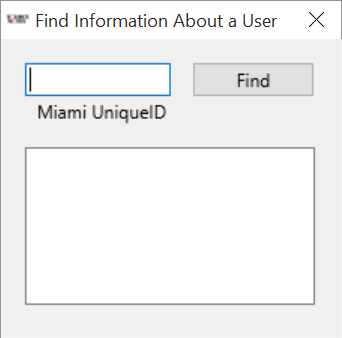 Find Information About a User
Find
Miami UniqueID